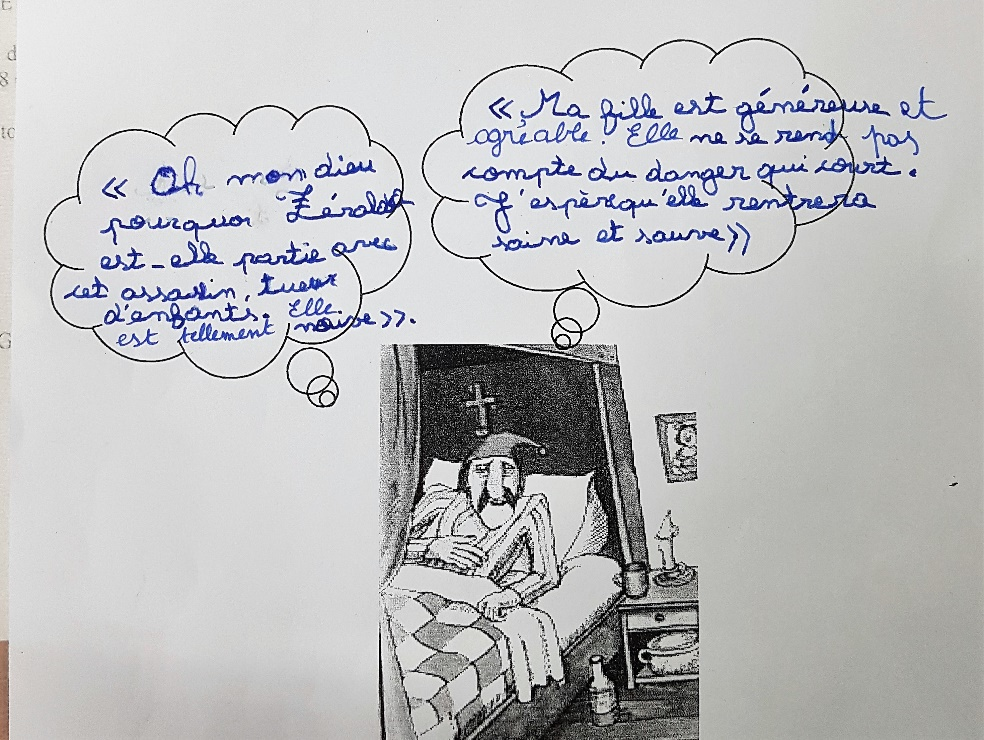 « Oh mon dieu
pourquoi Zéralda
est-elle partie avec
cet assassin, tueur
d'enfants. Elle
est tellement naïve».
« Ma fille est généreuse et
agréable. Elle ne se rend pas
compte du danger qui court.
J'espère qu'elle rentrera
saine et sauve»